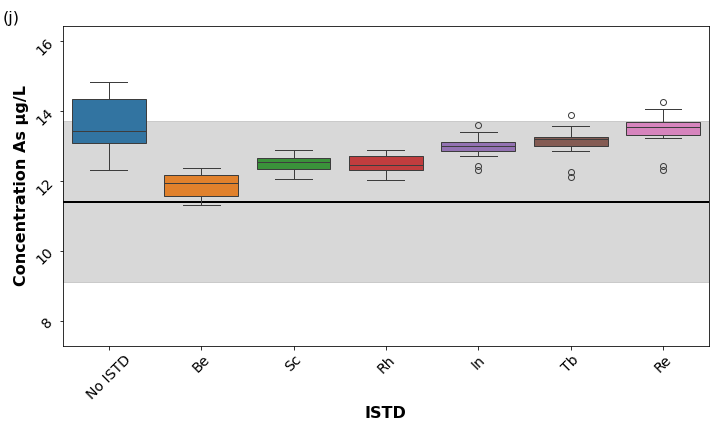 (j)
Concentration As µg/L
16
14
12
10
8
No ISTD
Be
Sc
Rh
In
Tb
Re
ISTD